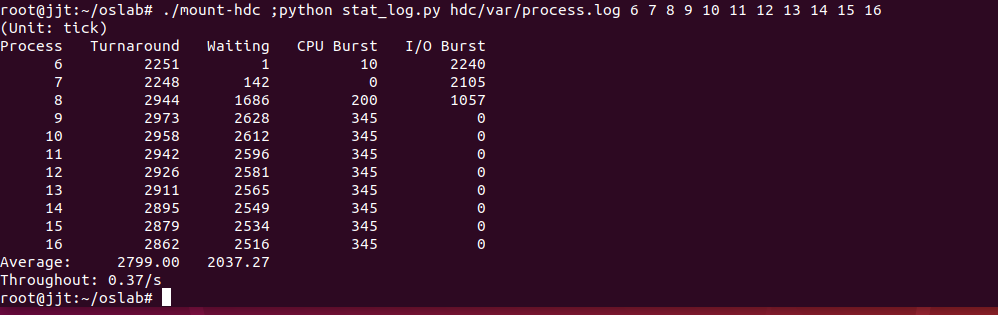 root@jjt:~/oslab# ./mount-hdc ;python stat_log.py hdc/var/process.log 6 7 8 9 10 11 12 13 14 15 16
(Unit: tick)
Process   Turnaround   Waiting   CPU Burst   I/O Burst
      6         2251         1          10        2240
      7         2248       142           0        2105
      8         2944      1686         200        1057
      9         2973      2628         345           0
     10         2958      2612         345           0
     11         2942      2596         345           0
     12         2926      2581         345           0
     13         2911      2565         345           0
     14         2895      2549         345           0
     15         2879      2534         345           0
     16         2862      2516         345           0
Average:     2799.00   2037.27
Throughout: 0.37/s
root@jjt:~/oslab#